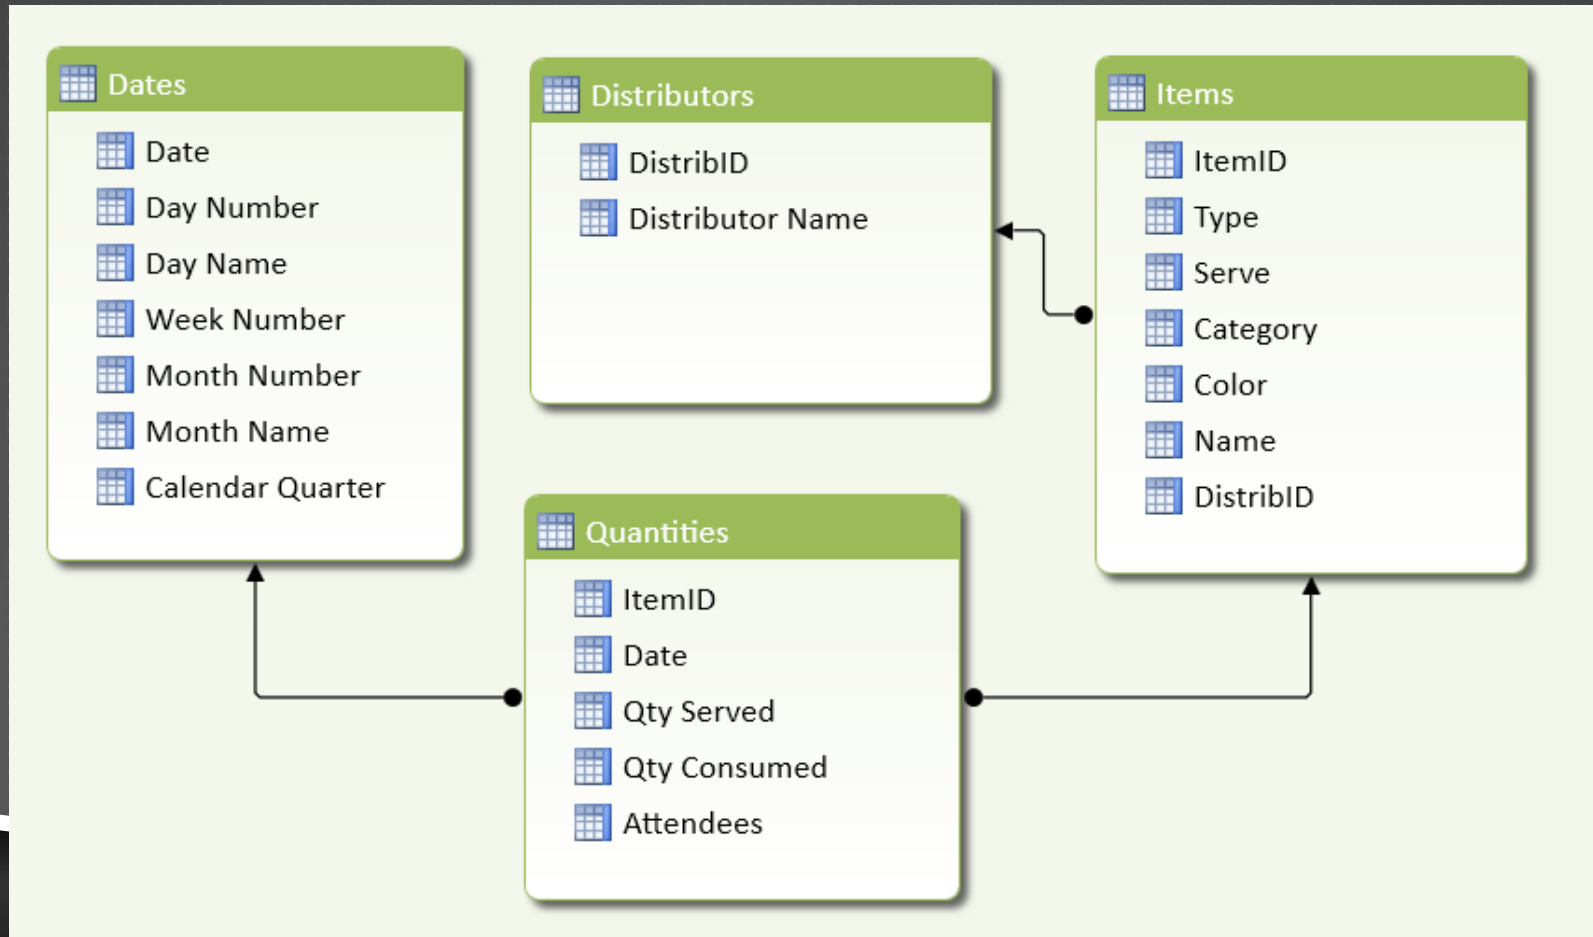 Dates
Date
Day Number
Day Name
Week Number
Month Number
Month Name
Calendar Quarter
Distributors
DistribID
Distributor Name
Items
ItemID
Type
Serve
Category
Color
Name
DistribID
Quantities
ItemID
Date
Qty Served
Qty Consumed
Attendees